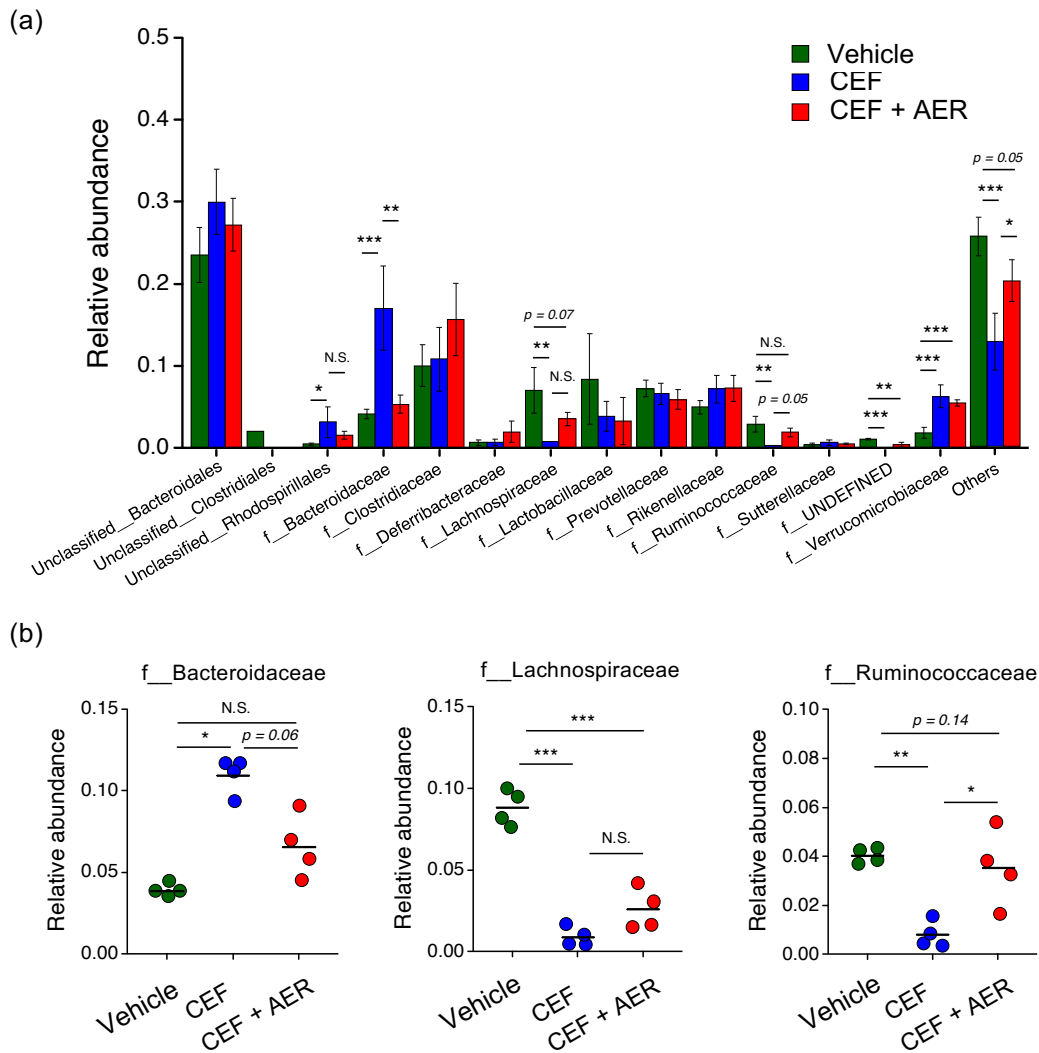 (a)
0.5
0.4
0.3
0.2
0.1
0.0
Relative abundance
Vehicle
CEF
CEF + AER
* N.S.
*** **
p = 0.07
** N.S.
N.S.
** p = 0.05
**
***
***
***
p = 0.05
***
*
Unclassified__Bacteroidales
Unclassified__Clostridiales
Unclassified__Rhodospirillales
f__Bacteroidaceae
f__Clostridiaceae
f__Deferribacteraceae
f__Lachnospiraceae
f__Lactobacillaceae
f__Prevotellaceae
f__Rikenellaceae
f__Ruminococcaceae
f__Sutterellaceae
f__UNDEFINED
f__Verrucomicrobiaceae
Others
(b)
f__Bacteroidaceae
0.15
0.10
0.05
0.00
Relative abundance
N.S.
* p = 0.06
Vehicle
CEF
CEF + AER
f__Lachnospiraceae
0.15
0.10
0.05
0.00
Relative abundance
***
***
N.S.
Vehicle
CEF
CEF + AER
f__Ruminococcaceae
0.10
0.08
0.06
0.04
0.02
0.00
Relative abundance
p = 0.14
**
*
Vehicle
CEF
CEF + AER